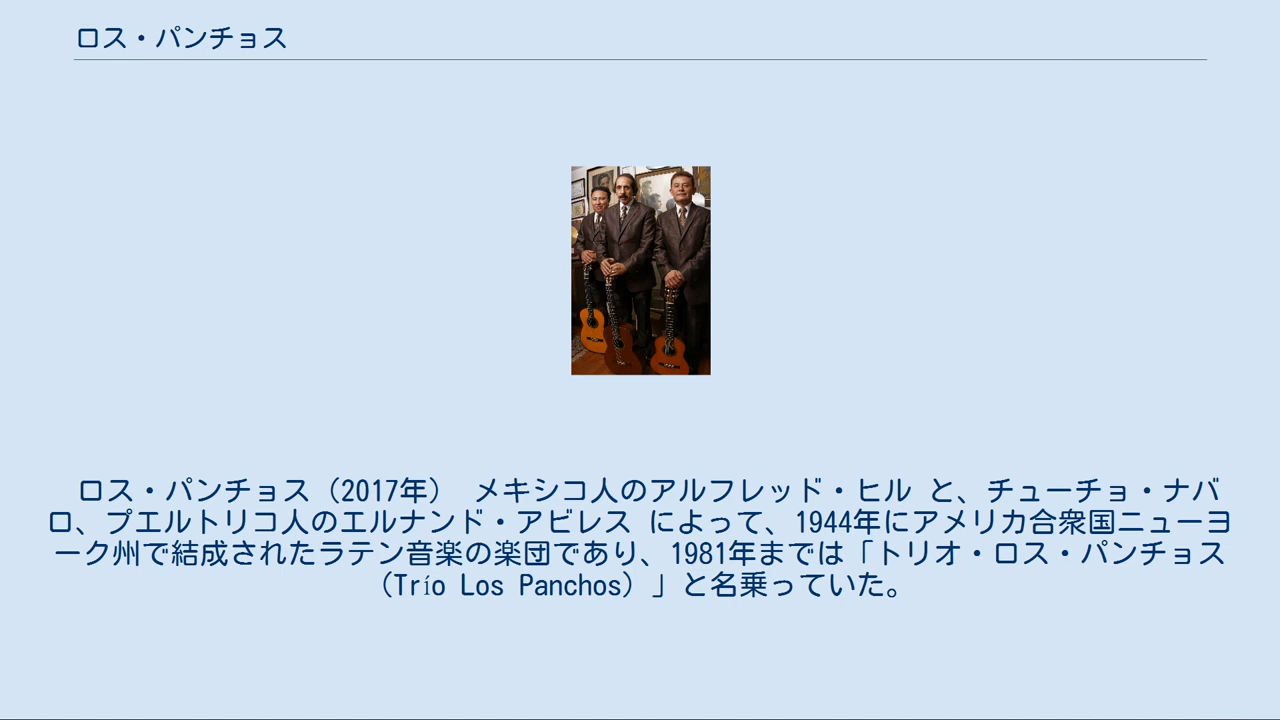 ロス・パンチョス
ロス・パンチョス（2017年） メキシコ人のアルフレッド・ヒル と、チューチョ・ナバ
ロ、プエルトリコ人のエルナンド・アビレス によって、1944年にアメリカ合衆国ニューヨ
ーク州で結成されたラテン音楽の楽団であり、1981年までは「トリオ・ロス・パンチョス
（Trío Los Panchos）」と名乗っていた。